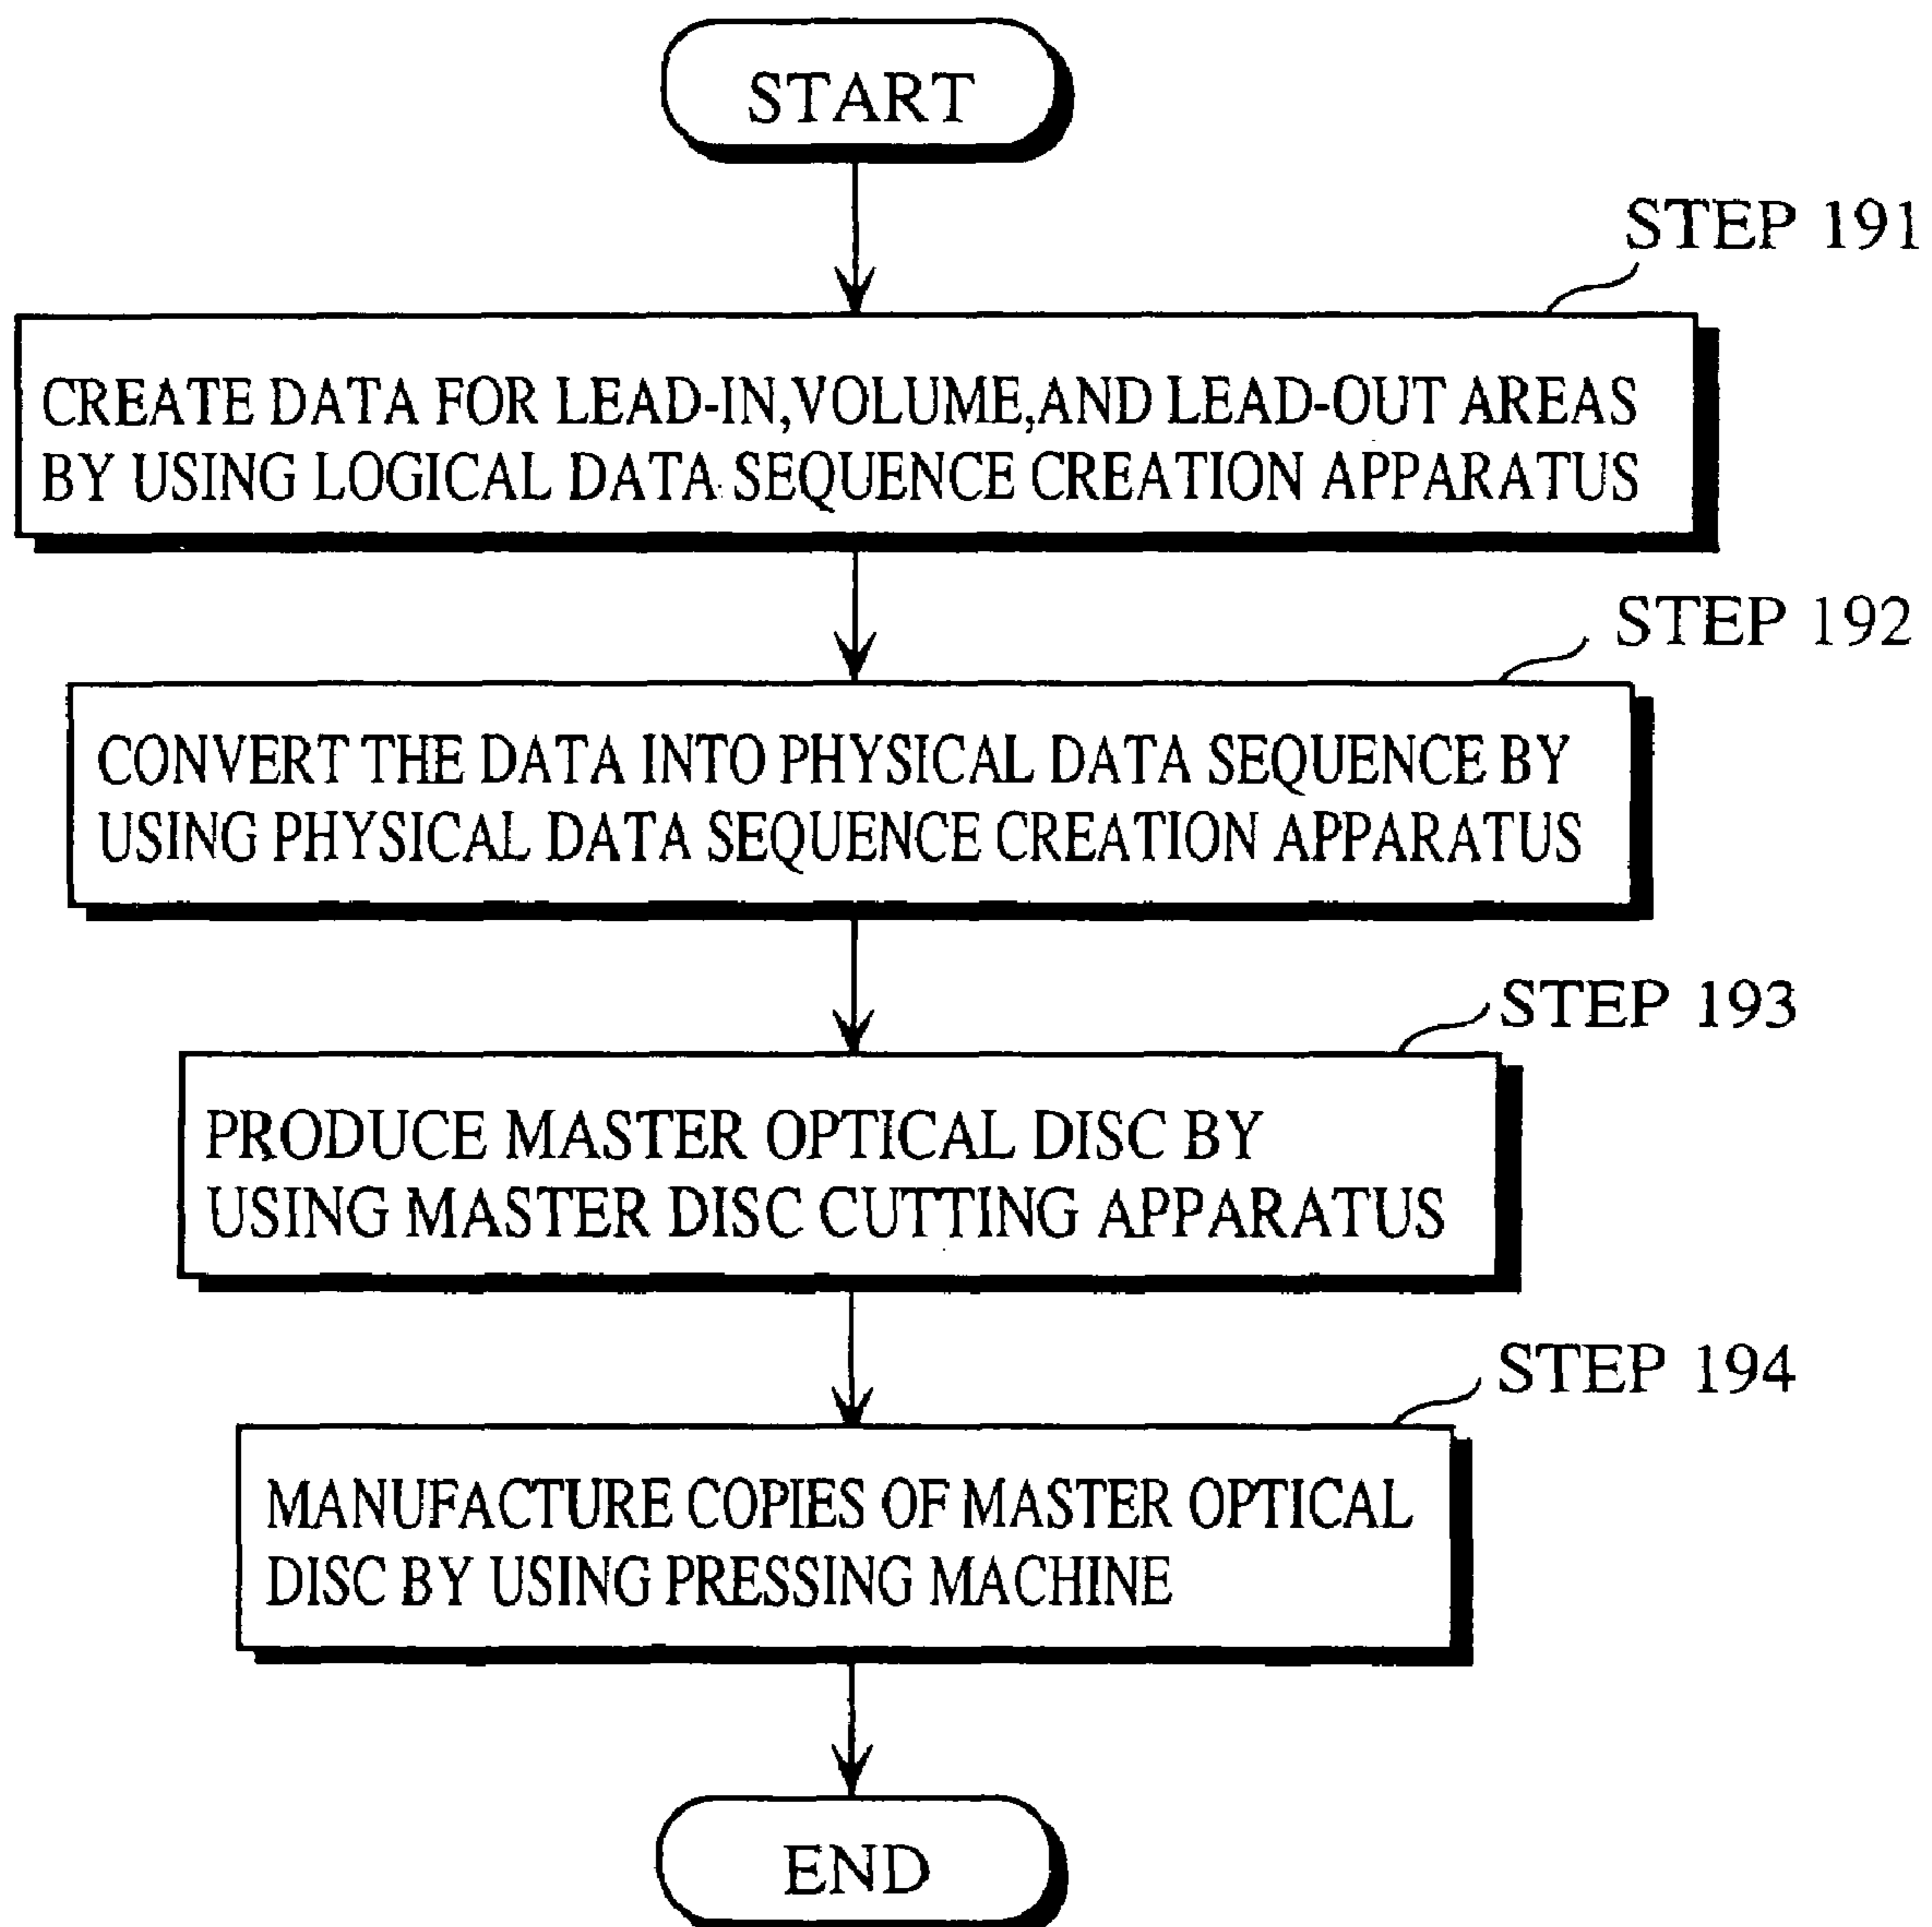 START
STEP 191
CREATE DATA FOR LEAD-IN,VOLUME,AND LEAD-OUT AREAS
BY USING LOGICAL DATA SEQUENCE CREATION APPARATUS
STEP 192
CONVERT THE DATA INTO PHYSICAL DATA SEQUENCE BY
USING PHYSICAL DATA SEQUENCE CREATION APPARATUS
STEP 193
PRODUCE MASTER OPTICAL DISC BY
USING MASTER DISC CUTTING APPARATUS
STEP 194
MANUFACTURE COPIES OF MASTER OPTICAL
DISC BY USING PRESSING MACHINE
END